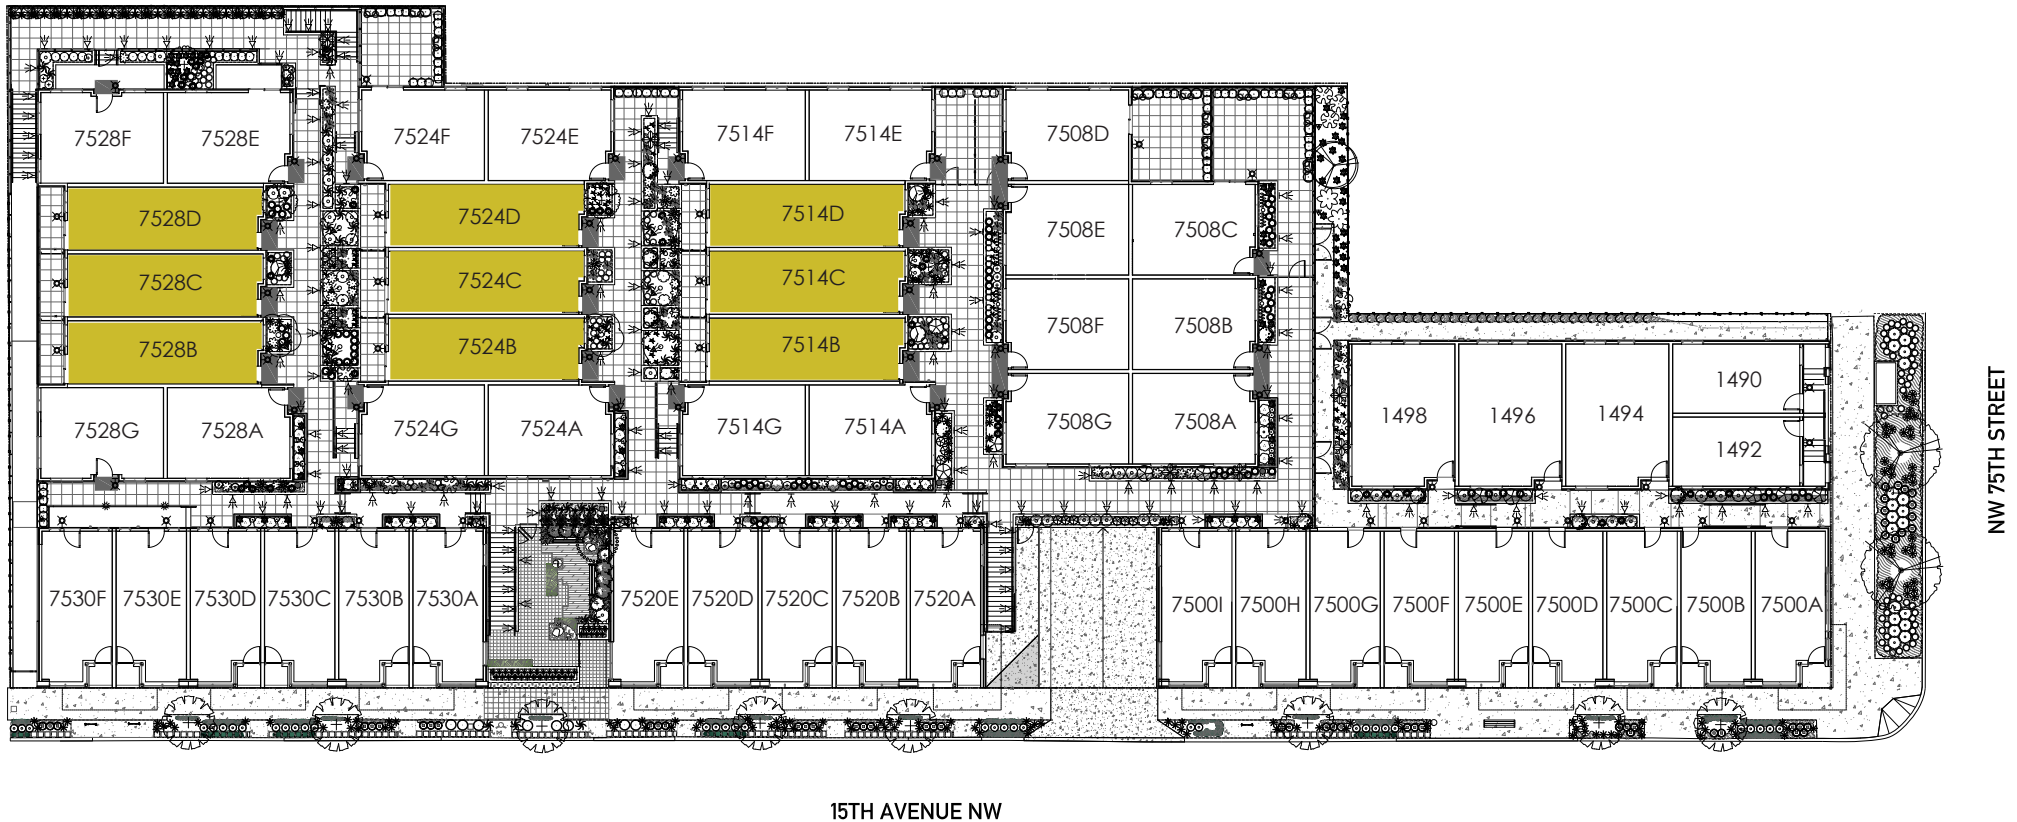 7528F 7528E 7524F 7524E 7514F 7514E 7508D
7528D 7524D 7514D 7508E 7508C
7528C 7524C 7514C
7528B 7524B 7514B 7508F 7508B
7528G 7528A 7524G 7524A 7514G 7514A 7508G 7508A
1498 1496 1494 1490
1492
7530F 7530E 7530D 7530C 7530B 7530A 7520E 7520D 7520C 7520B 7520A 7500I 7500H 7500G 7500F 7500E 7500D 7500C 7500B 7500A
NW 75TH STREET
15TH AVENUE NW